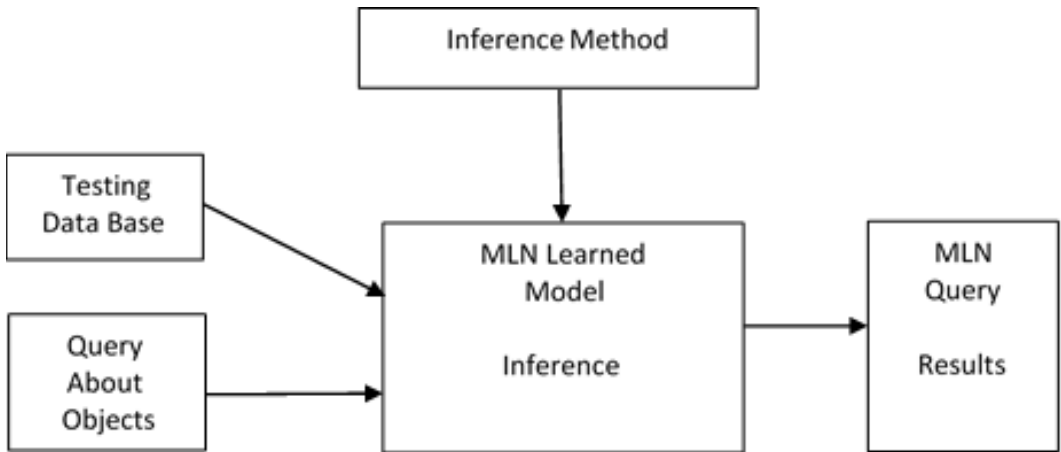 Inference Method
Testing
Data Base
Query
About
Objects
MLN Learned
Model
Inference
MLN
Query
Results